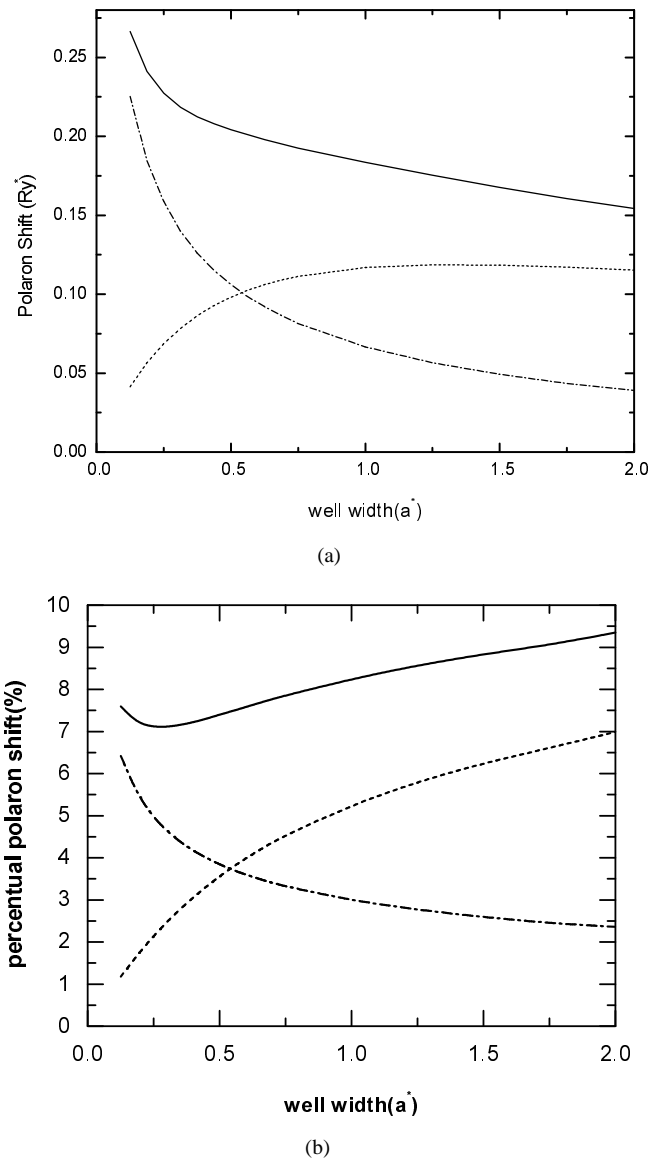 0.25
0.20
0.15
0.10
0.05
0.00
Polaron Shift (Ry*)
0.0 0.5 1.0 1.5 2.0
well width(a*)
(a)
10
9
8
7
6
5
4
3
2
1
0
percentual polaron shift(%)
0.0 0.5 1.0 1.5 2.0
well width(a*)
(b)